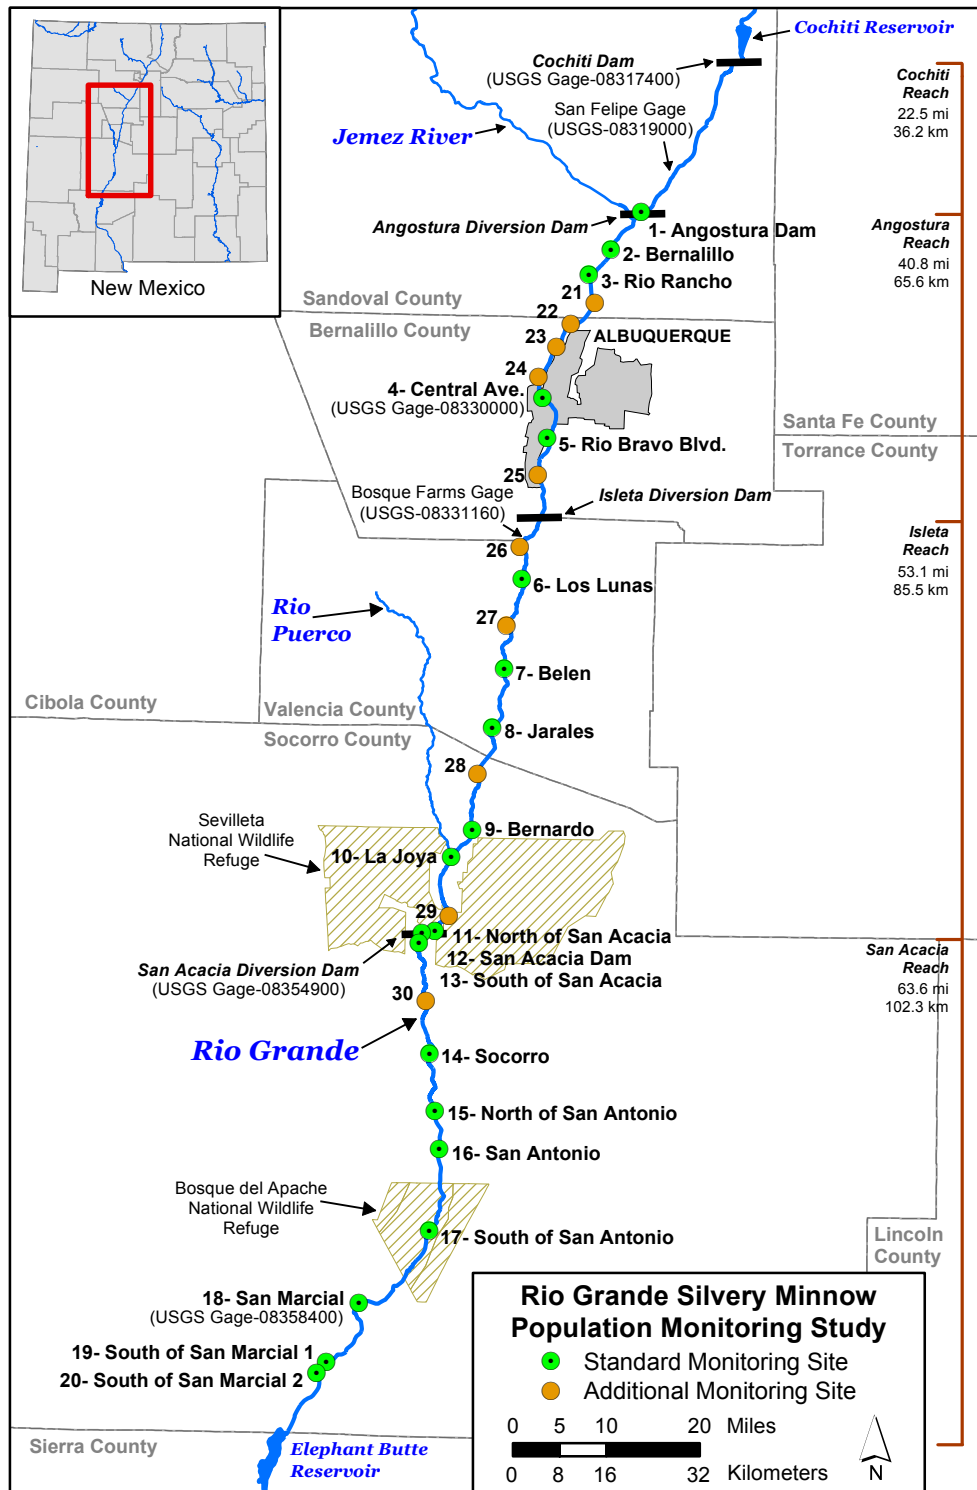 New Mexico
Cochiti Reservoir
Cochiti Dam
(USGS Gage-08317400)
San Felipe Gage
(USGS-08319000)
Jemez River
Cochiti
Reach
22.5 mi
36.2 km
Angostura Diversion Dam
1- Angostura Dam
2- Bernalillo
3- Rio Rancho
Angostura
Reach
40.8 mi
65.6 km
21
Sandoval County
22
Bernalillo County
23
ALBUQUERQUE
24
4- Central Ave.
(USGS Gage-08330000)
Santa Fe County
5- Rio Bravo Blvd.
Torrance County
25
Bosque Farms Gage
(USGS-08331160)
Isleta Diversion Dam
Isleta
Reach
53.1 mi
85.5 km
26
6- Los Lunas
Rio
Puerco
27
7- Belen
Cibola County
Valencia County
Socorro County
8- Jarales
28
Sevilleta
National Wildlife
Refuge
9- Bernardo
10- La Joya
29
11- North of San Acacia
12- San Acacia Dam
13- South of San Acacia
San Acacia Diversion Dam
(USGS Gage-08354900)
San Acacia
Reach
63.6 mi
102.3 km
30
Rio Grande
14- Socorro
15- North of San Antonio
16- San Antonio
Bosque del Apache
National Wildlife
Refuge
17- South of San Antonio
Lincoln
County
18- San Marcial
(USGS Gage-08358400)
19- South of San Marcial 1
20- South of San Marcial 2
Sierra County
Elephant Butte
Reservoir
Rio Grande Silvery Minnow
Population Monitoring Study
Standard Monitoring Site
Additional Monitoring Site
0 5 10 20 Miles
0 8 16 32 Kilometers
N